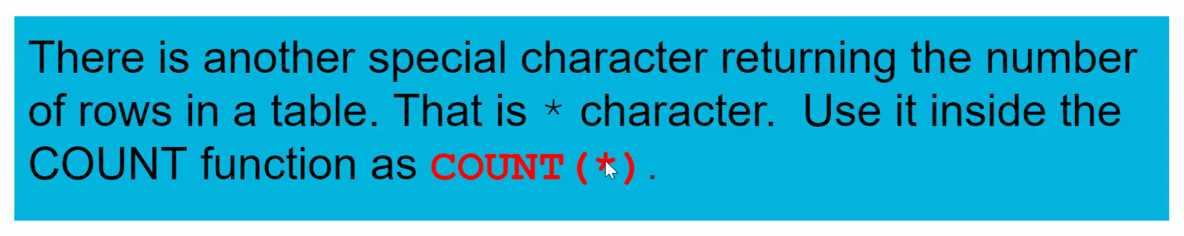 There is another special character returning the number
of rows in a table. That is * character.  Use it inside the
COUNT function as COUNT(*).